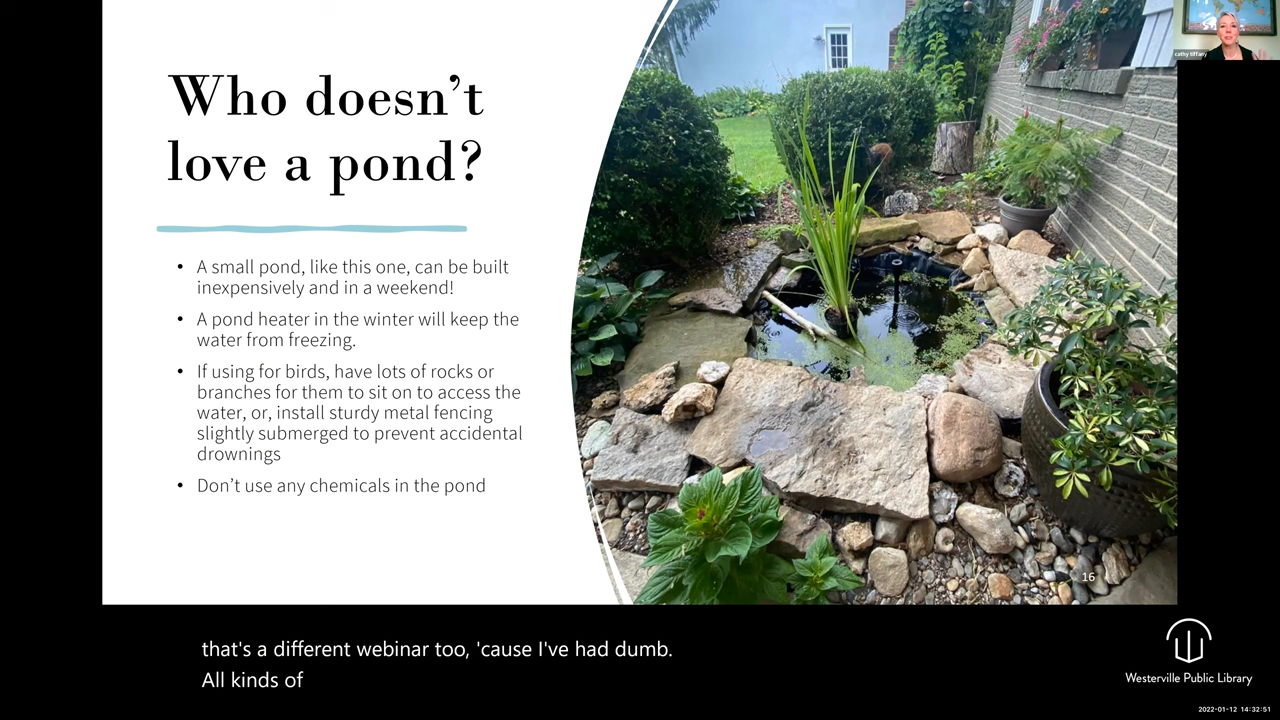 Who doesn't
love a pond?
• A small pond, like this one, can be built
inexpensively and in a weekend!
• A pond heater in the winter will keep the
water from freezing.
• If using for birds, have lots of rocks or
branches for them to sit on to access the
water, or, install sturdy metal fencing
slightly submerged to prevent accidental
drownings
• Don't use any chemicals in the pond
16
cathy tiffany
that's a different webinar too, 'cause I've had dumb.
All kinds of
Westerville Public Library
2022-01-12 14:32:51